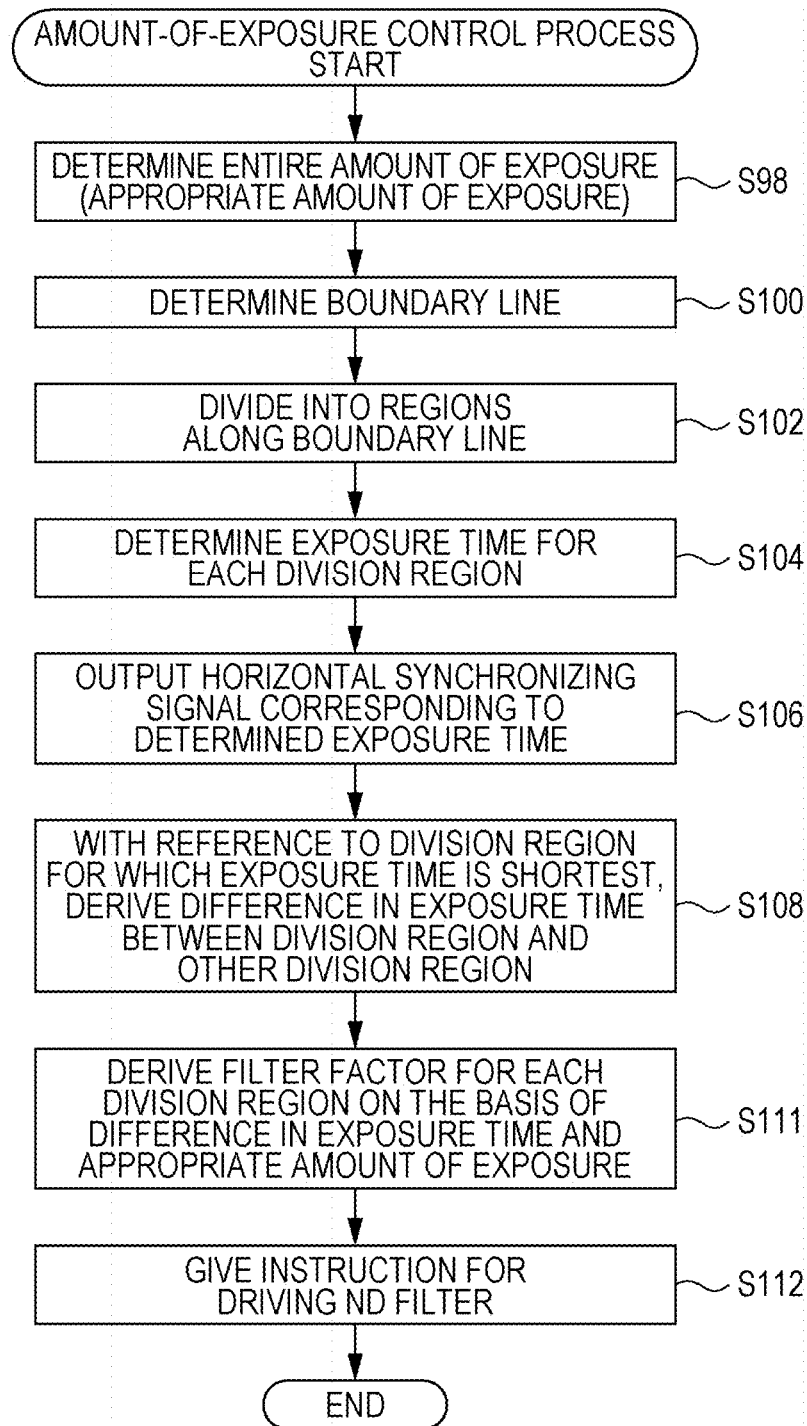 AMOUNT-OF-EXPOSURE CONTROL PROCESS
START
DETERMINE ENTIRE AMOUNT OF EXPOSURE
(APPROPRIATE AMOUNT OF EXPOSURE)
S98
DETERMINE BOUNDARY LINE
S100
DIVIDE INTO REGIONS
ALONG BOUNDARY LINE
S102
DETERMINE EXPOSURE TIME FOR
EACH DIVISION REGION
S104
OUTPUT HORIZONTAL SYNCHRONIZING
SIGNAL CORRESPONDING TO
DETERMINED EXPOSURE TIME
S106
WITH REFERENCE TO DIVISION REGION
FOR WHICH EXPOSURE TIME IS SHORTEST,
DERIVE DIFFERENCE IN EXPOSURE TIME
BETWEEN DIVISION REGION AND
OTHER DIVISION REGION
S108
DERIVE FILTER FACTOR FOR EACH
DIVISION REGION ON THE BASIS OF
DIFFERENCE IN EXPOSURE TIME AND
APPROPRIATE AMOUNT OF EXPOSURE
S111
GIVE INSTRUCTION FOR
DRIVING ND FILTER
S112
END